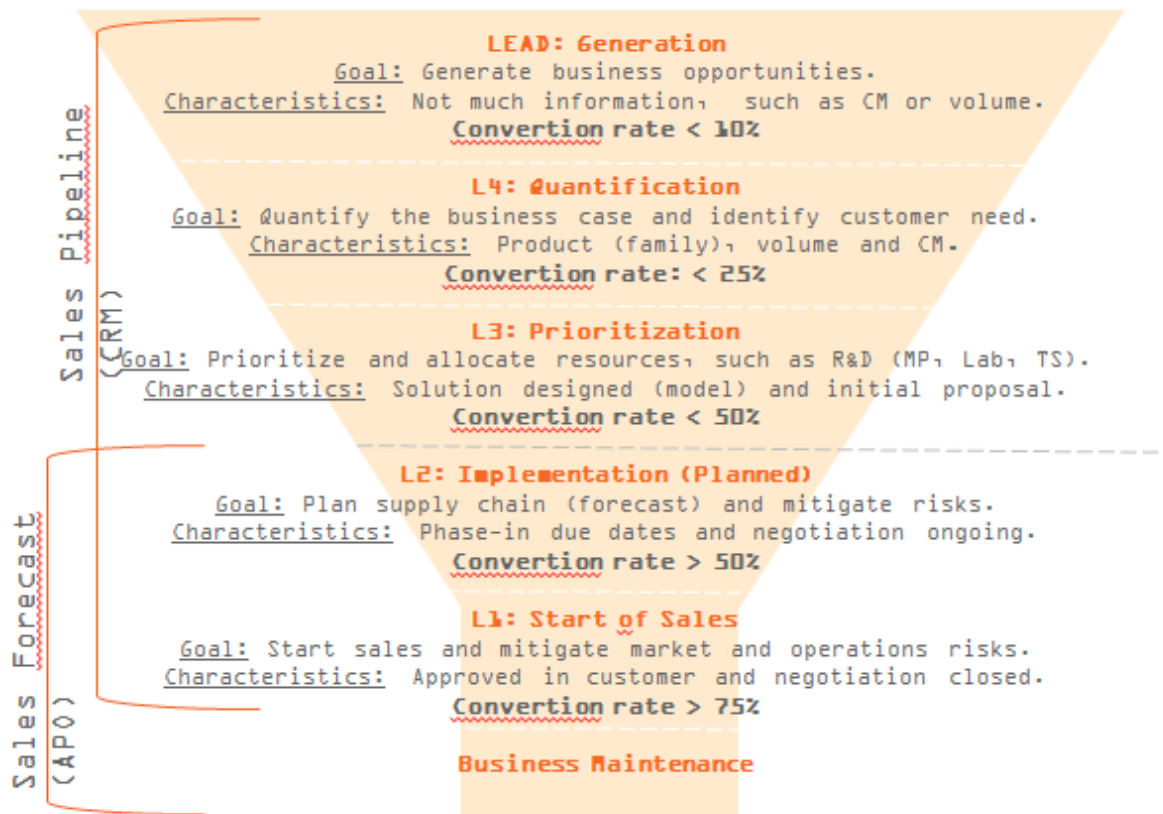 LEAD: Generation
Goal: Generate business opportunities.
Characteristics: Not much information, such as CM or volume.
Convertion rate < 10%
L4: Quantification
Goal: Quantify the business case and identify customer need.
Characteristics: Product (family), volume and CM.
Convertion rate: < 25%
L3: Prioritization
Goal: Prioritize and allocate resources, such as R&D (MP, Lab, TS).
Characteristics: Solution designed (model) and initial proposal.
Convertion rate < 50%
L2: Implementation (Planned)
Goal: Plan supply chain (forecast) and mitigate risks.
Characteristics: Phase-in due dates and negotiation ongoing.
Convertion rate > 50%
L1: Start of Sales
Goal: Start sales and mitigate market and operations risks.
Characteristics: Approved in customer and negotiation closed.
Convertion rate > 75%
Business Maintenance
Sales Pipeline
(CRM)
Sales Forecast
(APO)